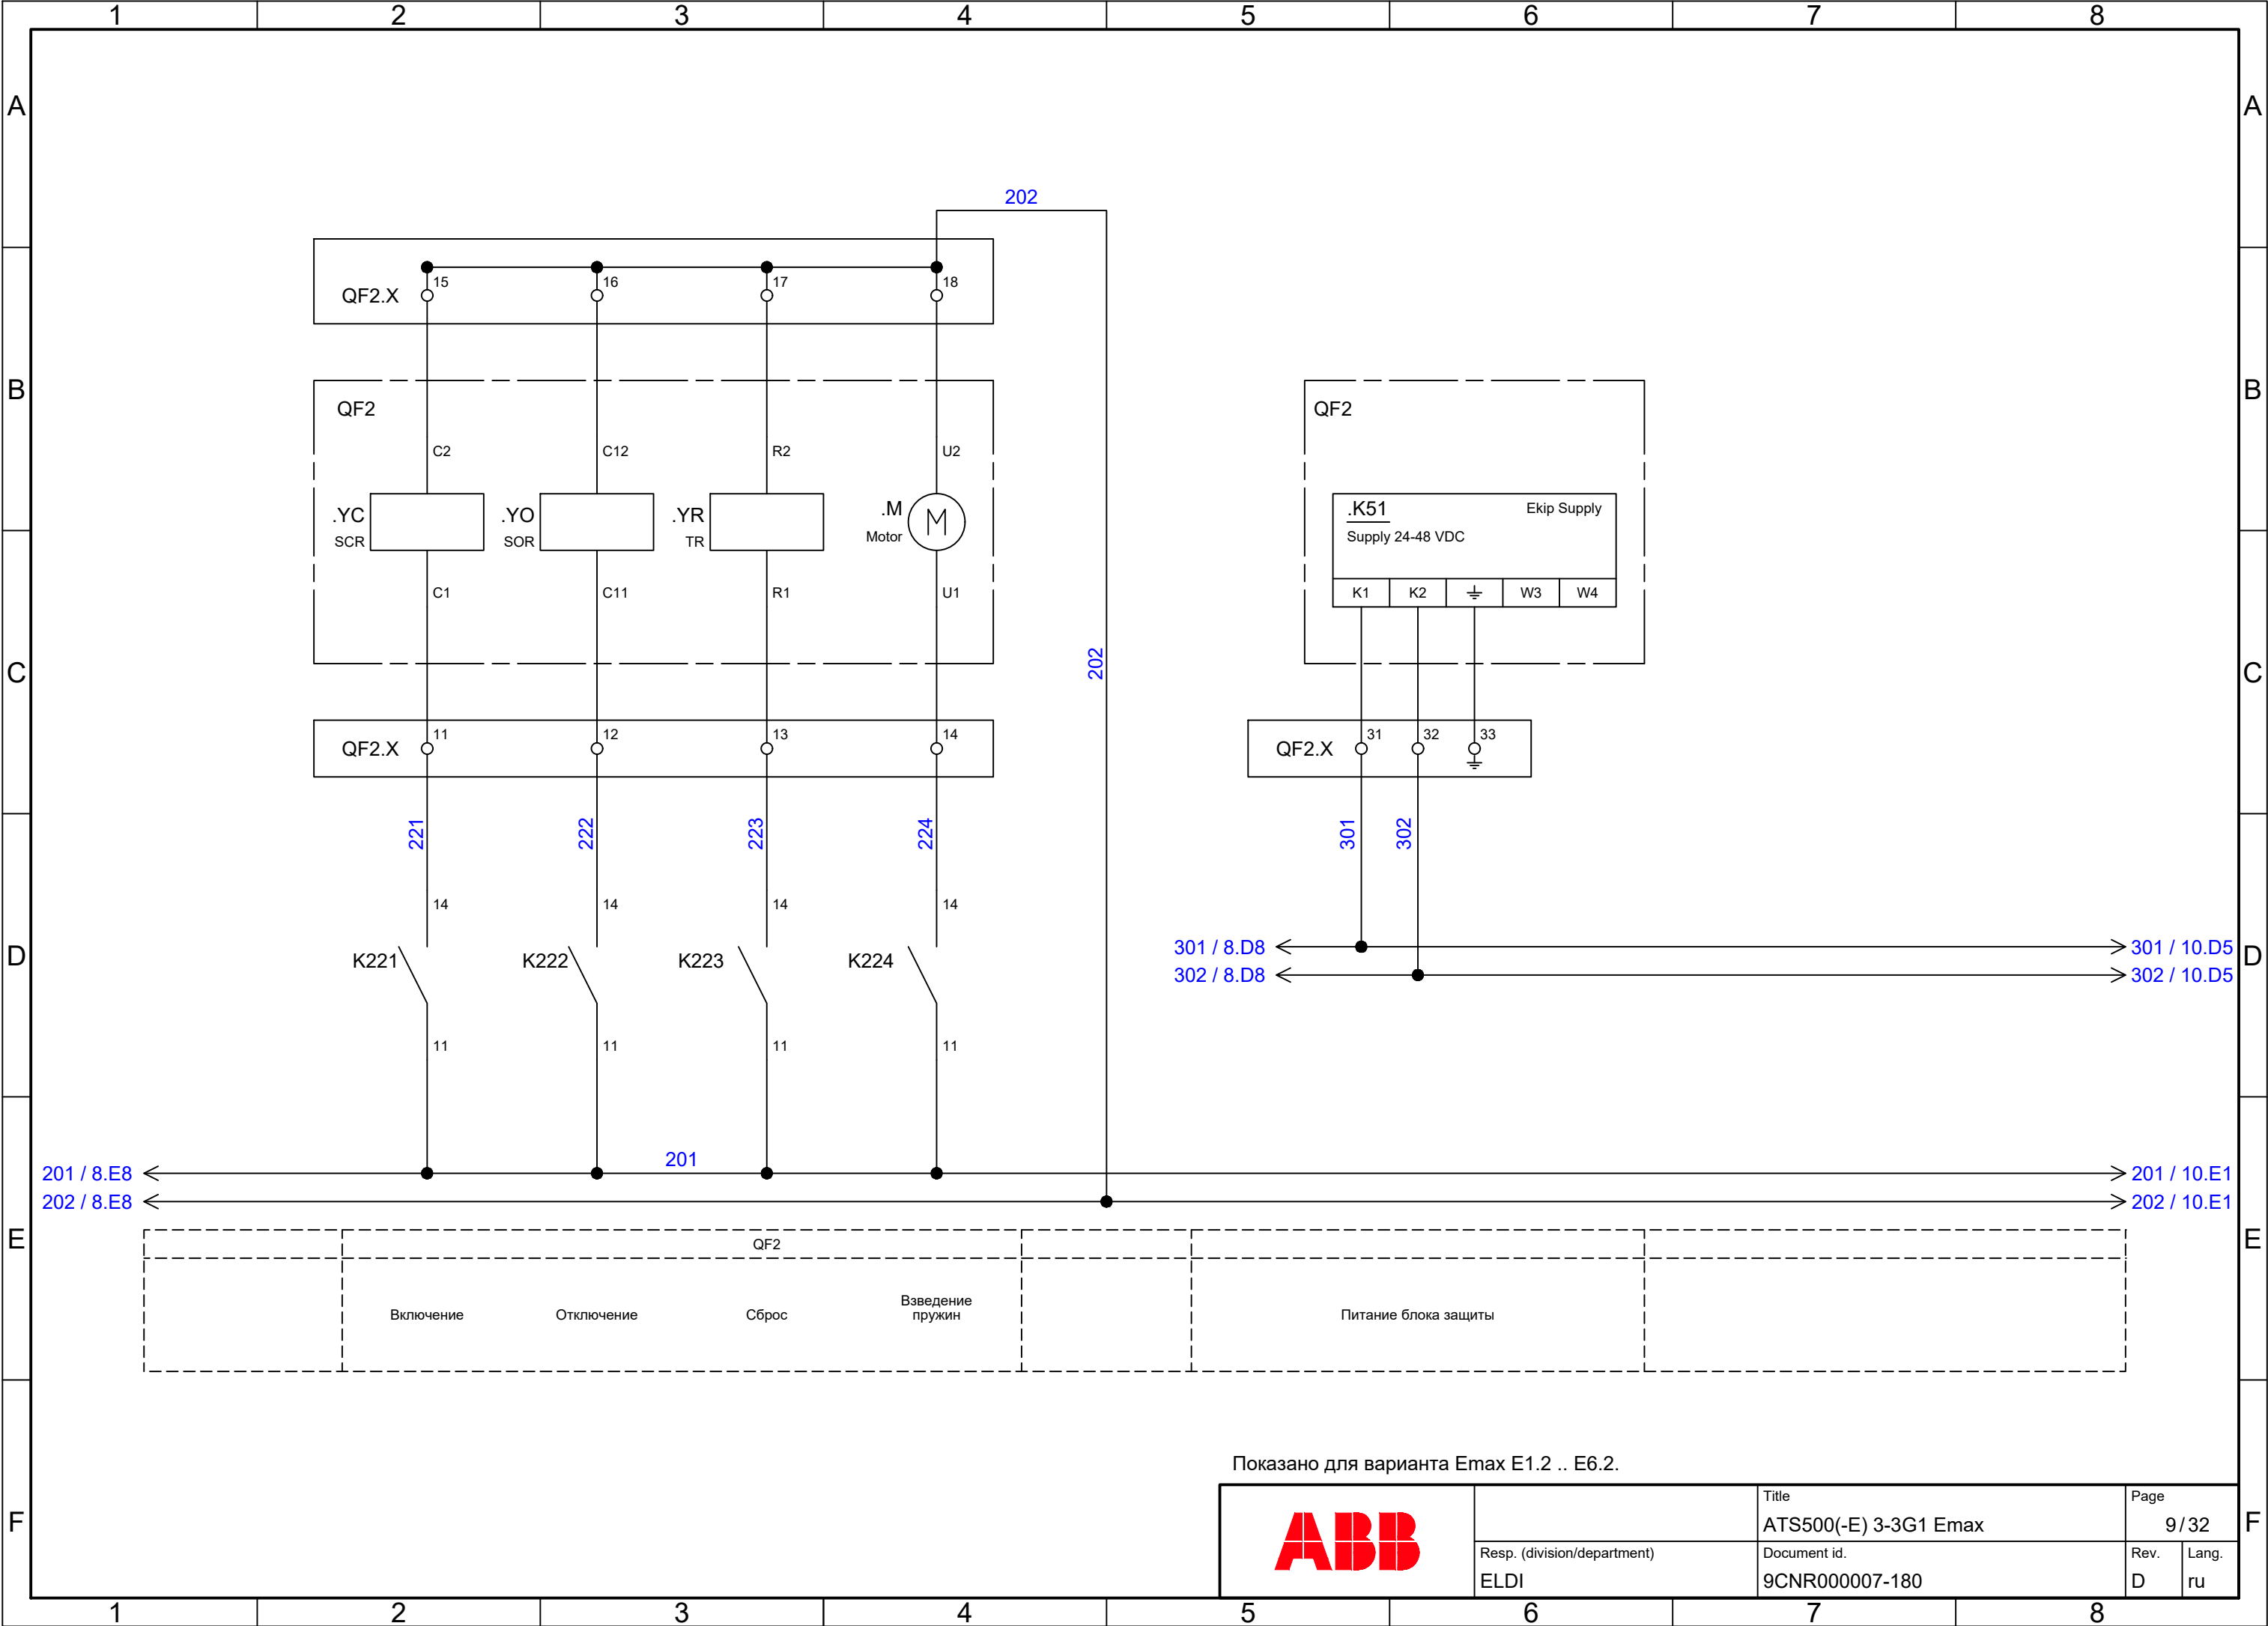 1 2 3 4 5 6 7 8
A A
202
15 16 17 18
QF2.X
B B
QF2 QF2
C2 C12 R2 U2
.YC .YO .YR .M M
SCR SOR TR Motor
.K51 Ekip Supply
Supply 24-48 VDC
K1 K2 W3 W4
C1 C11 R1 U1
202
C C
QF2.X 11 12 13 14
QF2.X 31 32 33
221 222 223 224 301 302
14 14 14 14
D D
K221 K222 K223 K224
301 / 8.D8 301 / 10.D5
302 / 8.D8 302 / 10.D5
11 11 11 11
201
201 / 8.E8 201 / 10.E1
202 / 8.E8 202 / 10.E1
E E
QF2
Включение Отключение Сброс Взведение
пружин
Питание блока защиты
Показано для варианта Emax E1.2 .. E6.2.
F F
ABB
Title
ATS500(-E) 3-3G1 Emax
Page
9/32
Resp. (division/department)
ELDI
Document id.
9CNR000007-180
Rev.
D
Lang.
ru
1 2 3 4 5 6 7 8